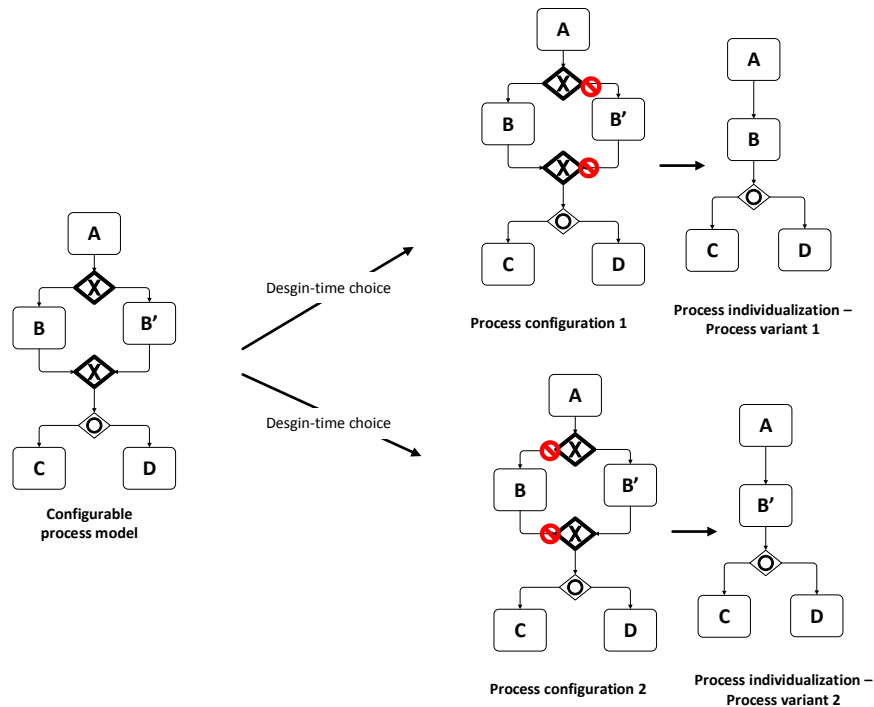 A
X
B
B'
X
O
C
D
Configurable
process model
Desgin-time choice
Desgin-time choice
A
X
B
B'
X
O
C
D
Process configuration 1
A
B
O
C
D
Process individualization –
Process variant 1
A
X
B
B'
X
O
C
D
Process configuration 2
A
B'
O
C
D
Process individualization –
Process variant 2